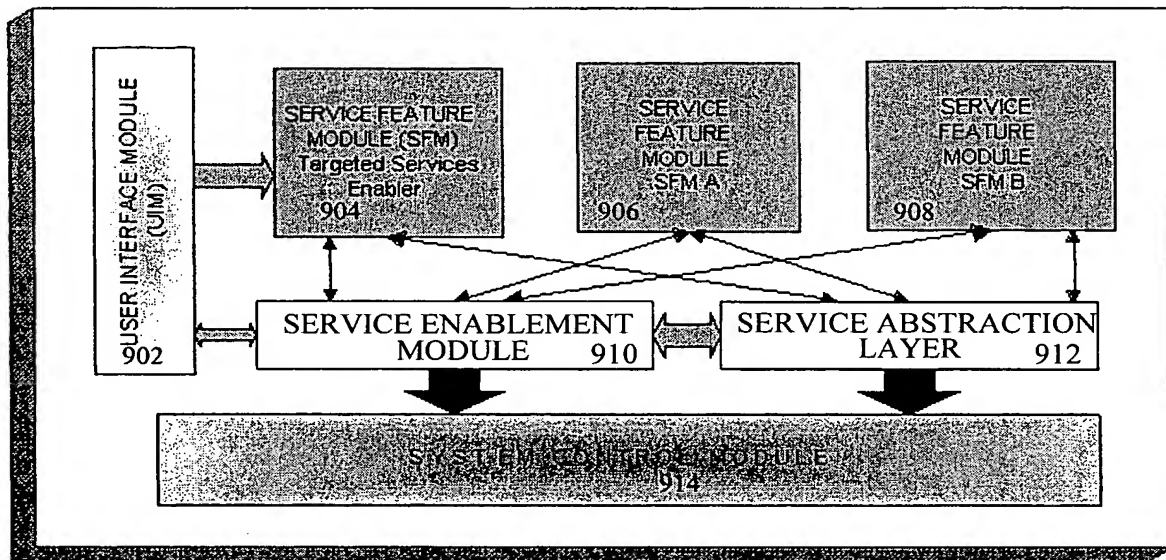 USER INTERFACE MODULE
(UIM)
902
SERVICE FEATURE
MODULE (SFM)
Targeted Services
Enabler
904
SERVICE
FEATURE
MODULE
SFM A
906
SERVICE
FEATURE
MODULE
SFM B
908
SERVICE ENABLEMENT
MODULE
910
SERVICE ABSTRACTION
LAYER
912
SYSTEM CONTROL MODULE
914